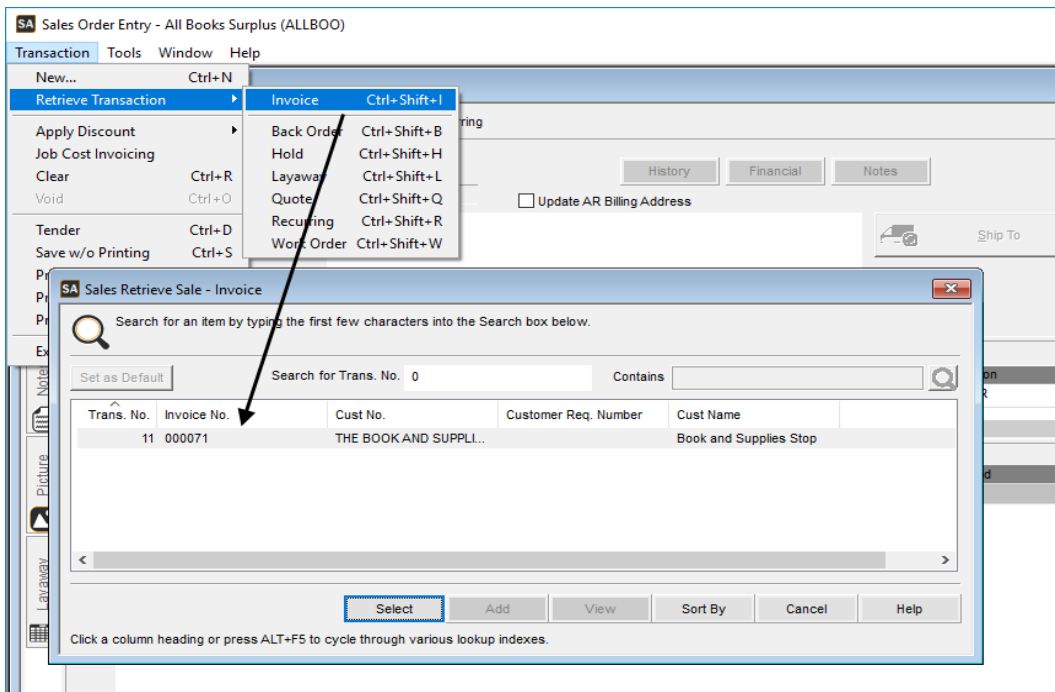 SA Sales Order Entry - All Books Surplus (ALLBOO)
Transaction Tools Window Help
New... Ctrl+N
Retrieve Transaction
Invoice Ctrl+Shift+I
Apply Discount
Back Order Ctrl+Shift+B
Job Cost Invoicing
Hold Ctrl+Shift+H
Clear Ctrl+R
Layaway Ctrl+Shift+L
History Financial Notes
Void Ctrl+O
Quote Ctrl+Shift+Q
Update AR Billing Address
Recurring Ctrl+Shift+R
Tender Ctrl+D
Work Order Ctrl+Shift+W
Ship To
Save w/o Printing Ctrl+S
SA Sales Retrieve Sale - Invoice
Search for an item by typing the first few characters into the Search box below.
Set as Default Search for Trans. No. 0 Contains
Trans. No. Invoice No. Cust No. Customer Req. Number Cust Name
11 000071 THE BOOK AND SUPPLI... Book and Supplies Stop
Picture
Layaway
Select Add View Sort By Cancel Help
Click a column heading or press ALT+F5 to cycle through various lookup indexes.